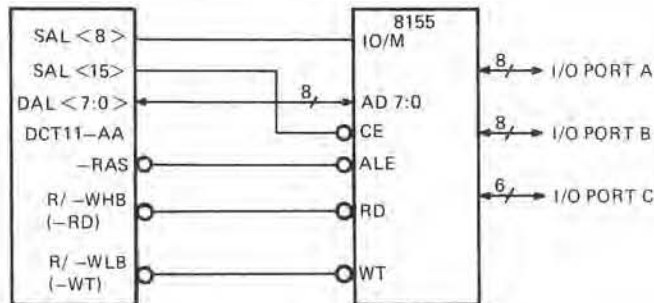 8155
SAL <8>
IO/M
SAL <15>
8
I/O PORT A
DAL <7:0>
8
AD 7:0
DCT11-AA
CE
8
I/O PORT B
-RAS
ALE
6
I/O PORT C
R/ -WHB
(-RD)
RD
R/ -WLB
(-WT)
WT